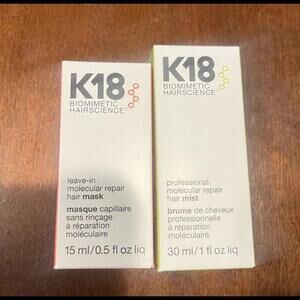 K18
BIOMIMETIC
HAIRSCIENCE™
leave-in
molecular repair
hair mask
masque capillaire
sans rinçage
à réparation
moléculaire
15 ml/0.5 fl oz liq
K18
BIOMIMETIC
HAIRSCIENCE™
professional
molecular repair
hair mist
brume de cheveux
professionnelle
à réparation
moléculaire
30 ml/1 fl oz liq